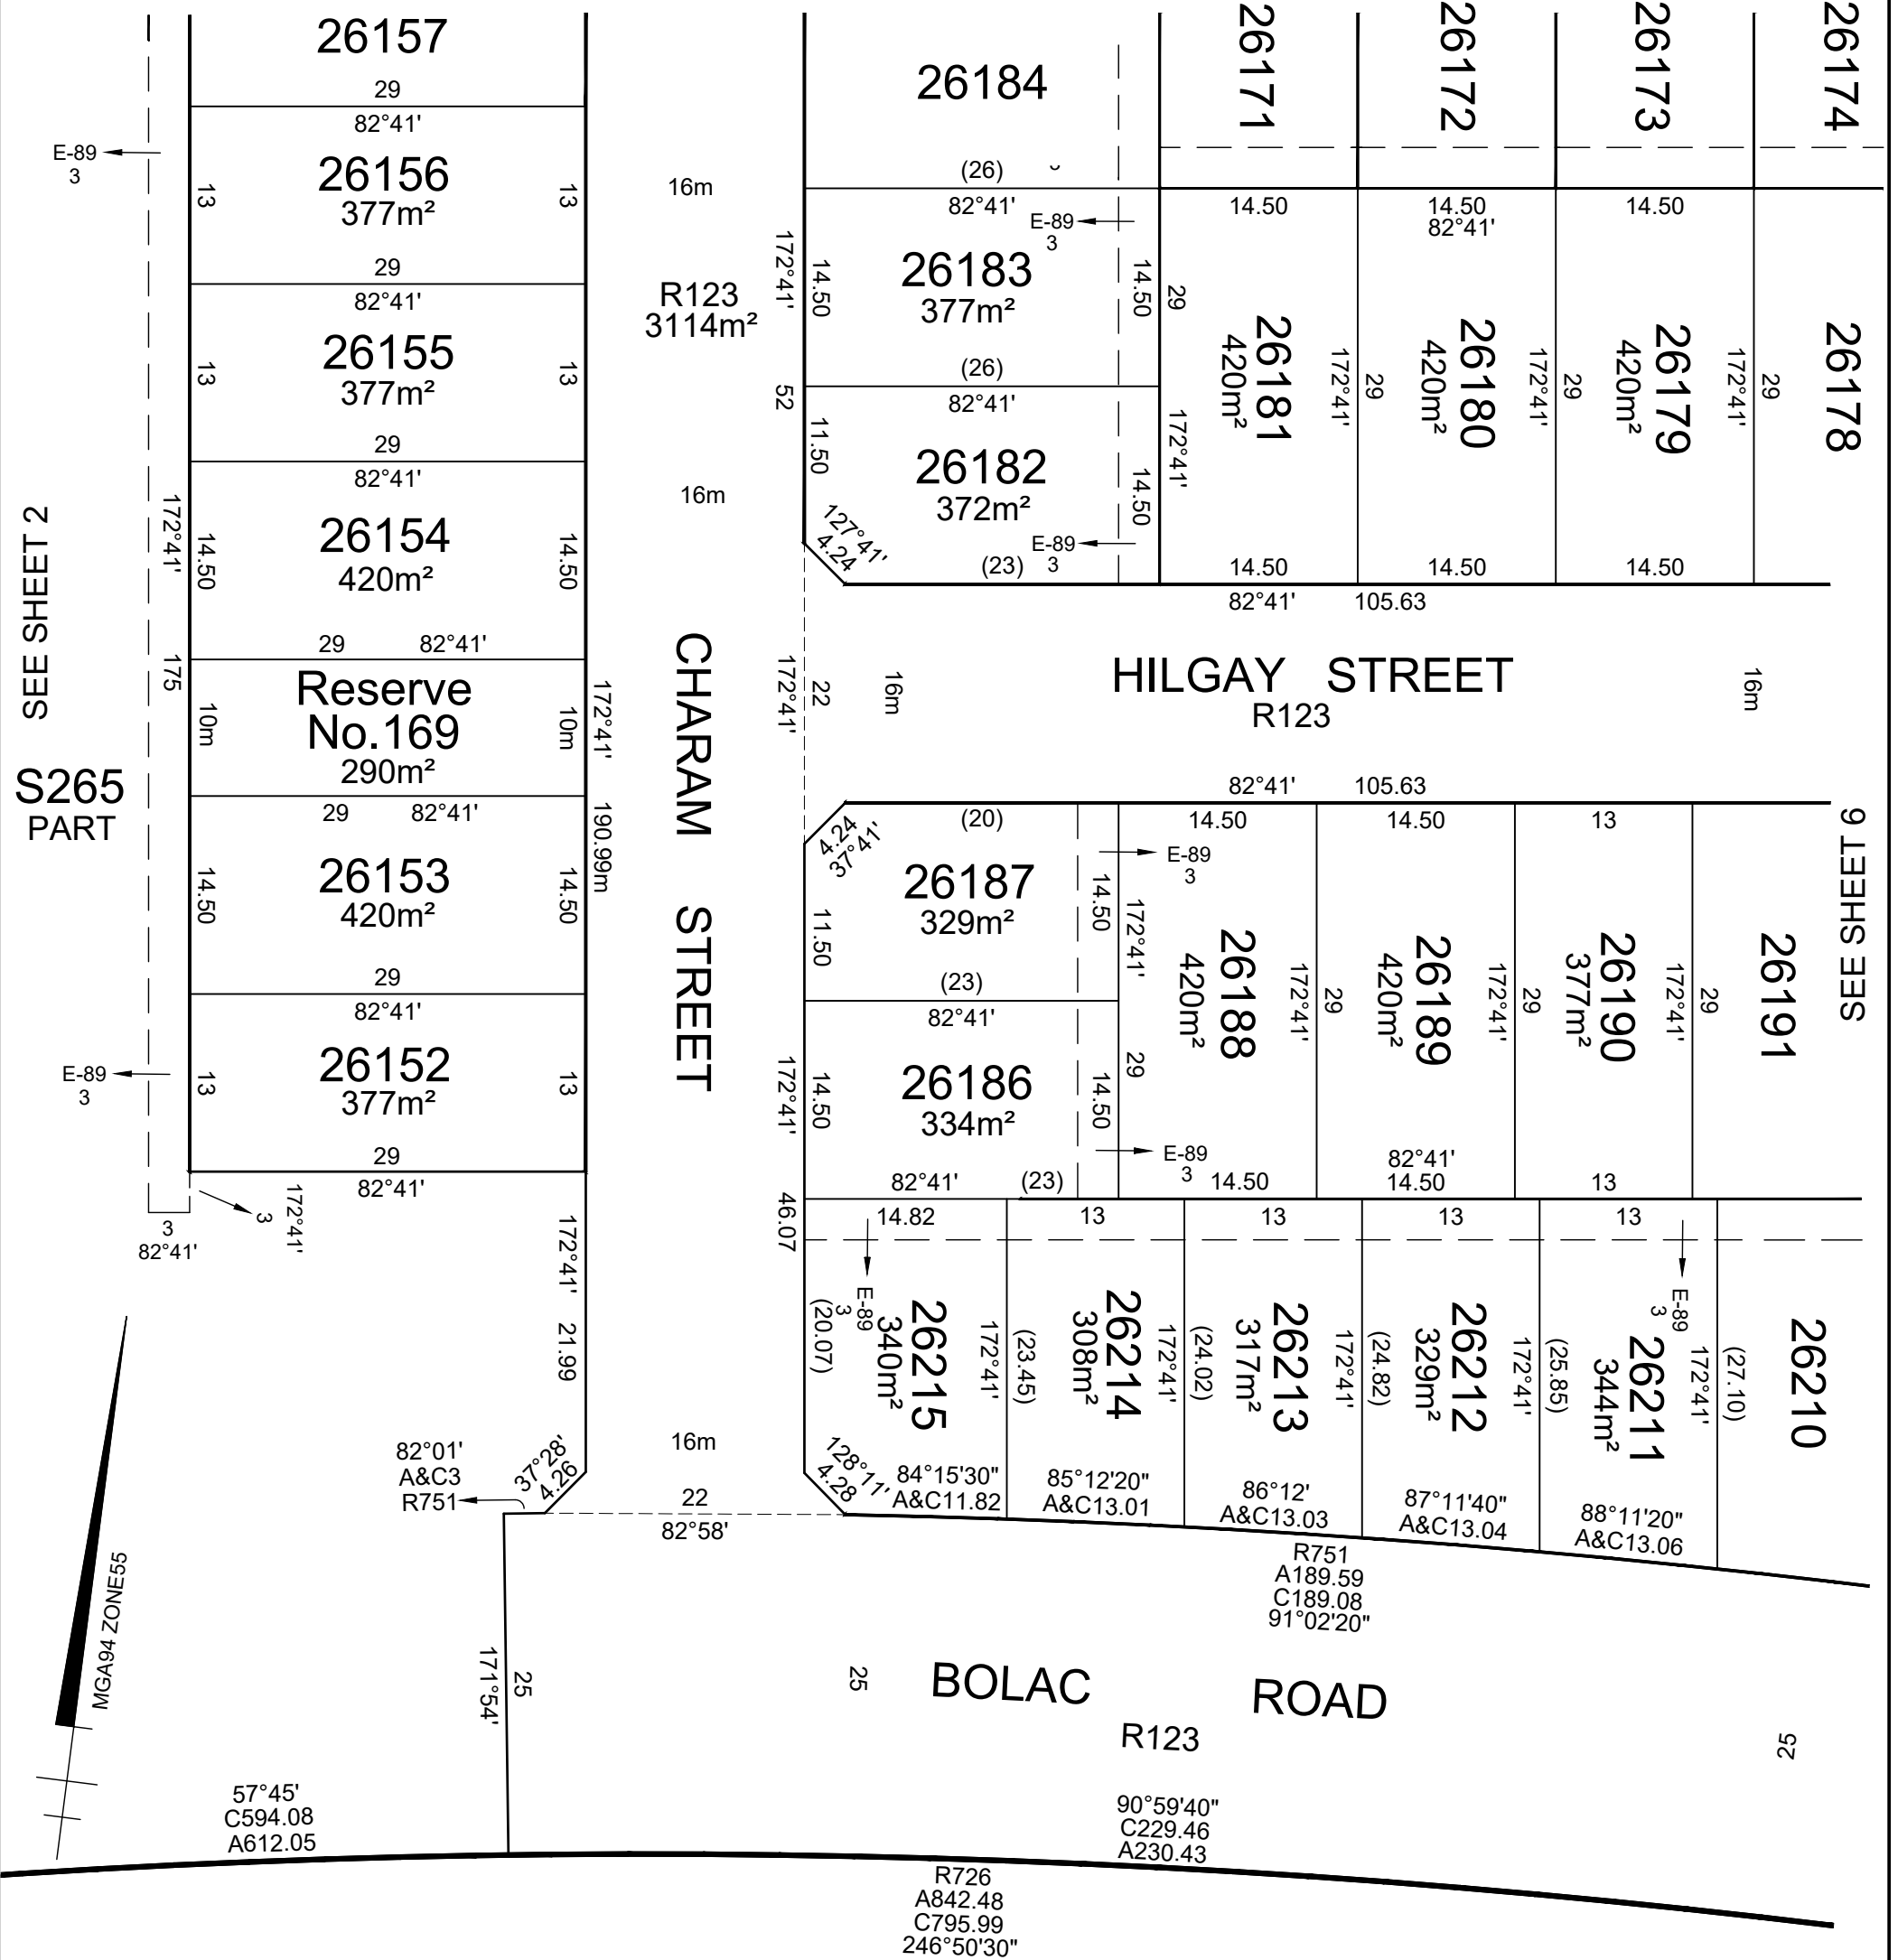 26157
29
82°41'
E-89
3
13
26156
377m²
13
29
82°41'
13
26155
377m²
13
29
82°41'
172°41'
14.50
26154
420m²
14.50
29 82°41'
SEE SHEET 2
175
10m
Reserve
No.169
290m²
10m
172°41'
S265
PART
29 82°41'
190.99m
14.50
26153
420m²
14.50
29
82°41'
E-89
3
13
26152
377m²
13
29
82°41'
3
82°41'
3
172°41'
172°41'
21.99
82°01'
A&C3
R751
37°28'
4.26
16m
R123
3114m²
16m
CHARAM STREET
16m
22
82°58'
26184
(26)
82°41'
E-89
3
172°41'
14.50
26183
377m²
14.50
29
52
(26)
82°41'
11.50
26182
372m²
14.50
172°41'
127°41'
4.24
E-89
3
(23)
26171
26172
26173
26174
14.50
14.50
82°41'
14.50
26181
420m²
172°41'
29
26180
420m²
172°41'
29
26179
420m²
172°41'
29
26178
14.50
14.50
14.50
82°41' 105.63
172°41'
22
16m
HILGAY STREET
R123
16m
82°41' 105.63
SEE SHEET 6
4.24
37°41'
(20)
14.50
14.50
13
E-89
3
26187
329m²
14.50
172°41'
11.50
(23)
82°41'
26188
420m²
172°41'
29
26189
420m²
172°41'
29
26190
377m²
172°41'
29
26191
172°41'
14.50
26186
334m²
14.50
29
E-89
3
82°41' (23)
14.50
82°41'
14.50
13
46.07
14.82
13
13
13
13
E-89
3
(20.07)
26215
340m²
172°41'
(23.45)
26214
308m²
172°41'
(24.02)
26213
317m²
172°41'
(24.82)
26212
329m²
172°41'
(25.85)
E-89
3
26211
344m²
172°41'
(27.10)
26210
128°11'
4.28
84°15'30"
A&C11.82
85°12'20"
A&C13.01
86°12'
A&C13.03
87°11'40"
A&C13.04
88°11'20"
A&C13.06
R751
A189.59
C189.08
91°02'20"
MGA94 ZONE55
171°54'
25
25
BOLAC ROAD
R123
25
57°45'
C594.08
A612.05
90°59'40"
C229.46
A230.43
R726
A842.48
C795.99
246°50'30"